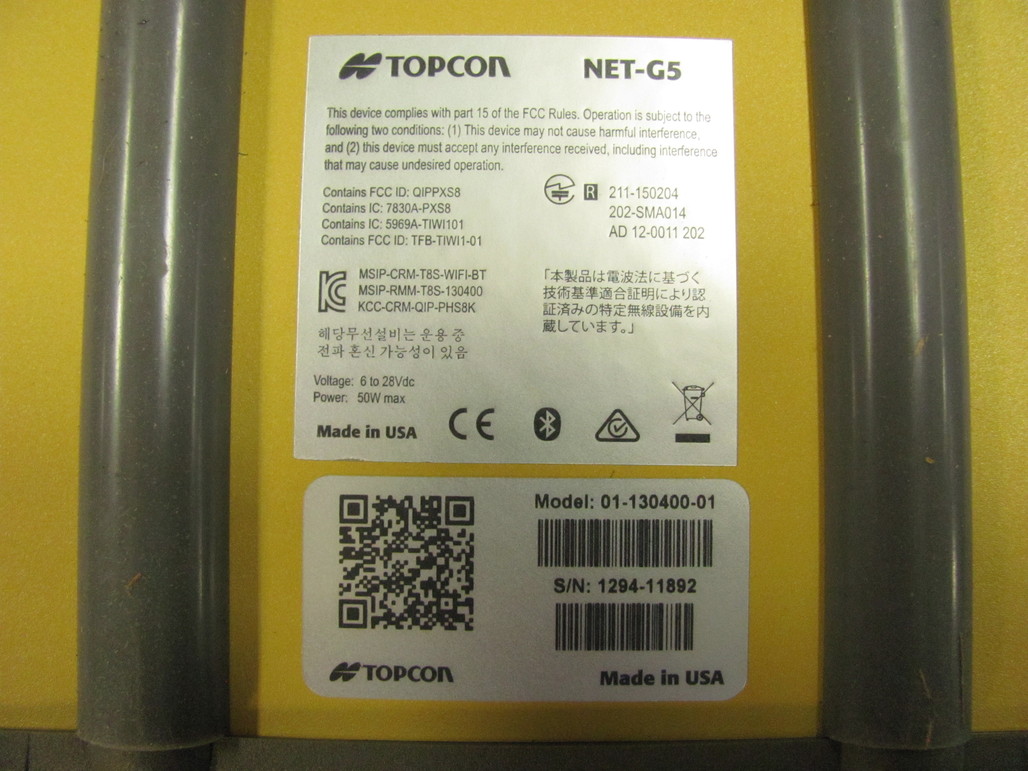 TOPCON NET-G5
This device complies with part 15 of the FCC Rules. Operation is subject to the
following two conditions: (1) This device may not cause harmful interference,
and (2) this device must accept any interference received, including interference
that may cause undesired operation.
Contains FCC ID: QIPPXS8
Contains IC: 7830A-PXS8
Contains IC: 5969A-TIWI101
Contains FCC ID: TFB-TIWI1-01
R 211-150204
202-SMA014
AD 12-0011 202
MSIP-CRM-T8S-WIFI-BT
MSIP-RMM-T8S-130400
KCC-CRM-QIP-PHS8K
해당무선설비는 운용 중
전파 혼신 가능성이 있음
「本製品は電波法に基づく
技術基準適合証明により認
証済みの特定無線設備を内
蔵しています。」
Voltage: 6 to 28Vdc
Power: 50W max
Made in USA CE
Model: 01-130400-01
S/N: 1294-11892
TOPCON
Made in USA